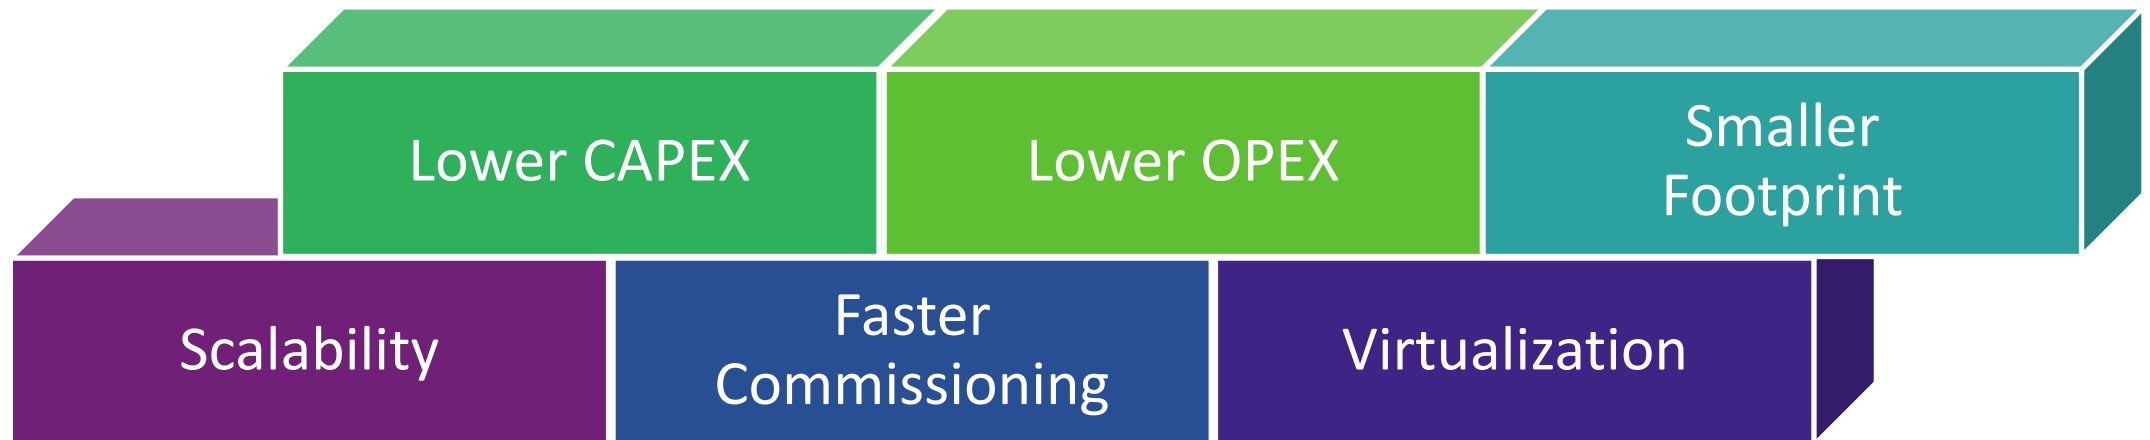 Lower CAPEX
Lower OPEX
Smaller
Footprint
Scalability
Faster
Commissioning
Virtualization